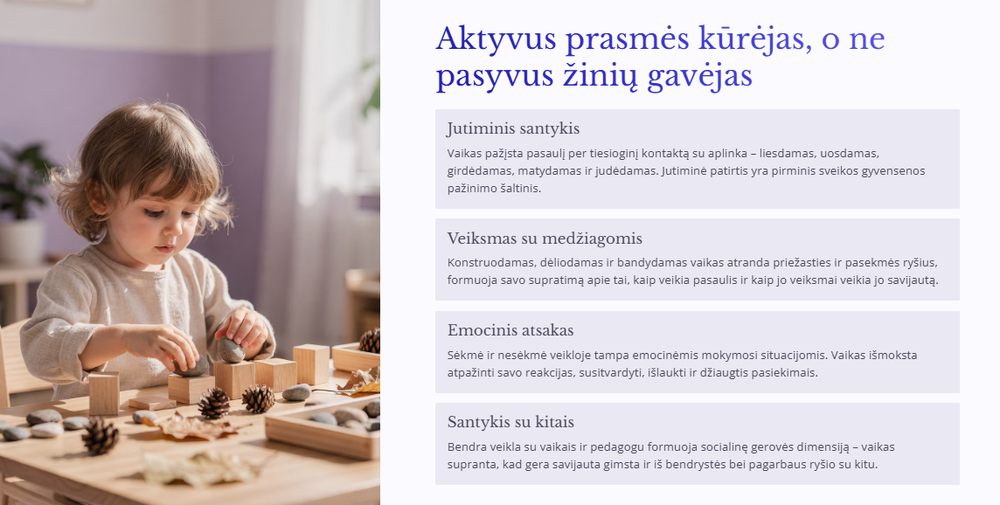 Aktyvus prasmės kūrėjas, o ne
pasyvus žinių gavėjas
Jutiminis santykis
Vaikas pažįsta pasaulį per tiesioginį kontaktą su aplinka – liesdamas, uosdamas,
girdėdamas, matydamas ir judėdamas. Jutiminė patirtis yra pirminis sveikos gyvensenos
pažinimo šaltinis.
Veiksmas su medžiagomis
Konstruodamas, dėliodamas ir bandydamas vaikas atranda priežasties ir pasekmės ryšius,
formuoja savo supratimą apie tai, kaip veikia pasaulis ir kaip jo veiksmai veikia jo savijautą.
Emocinis atsakas
Sėkmė ir nesėkmė veikloje tampa emocinėmis mokymosi situacijomis. Vaikas išmoksta
atpažinti savo reakcijas, susitvardyti, išlaukti ir džiaugtis pasiekimais.
Santykis su kitais
Bendra veikla su vaikais ir pedagogu formuoja socialinę gerovės dimensiją – vaikas
supranta, kad gera savijauta gimsta ir iš bendrystės bei pagarbaus ryšio su kitu.